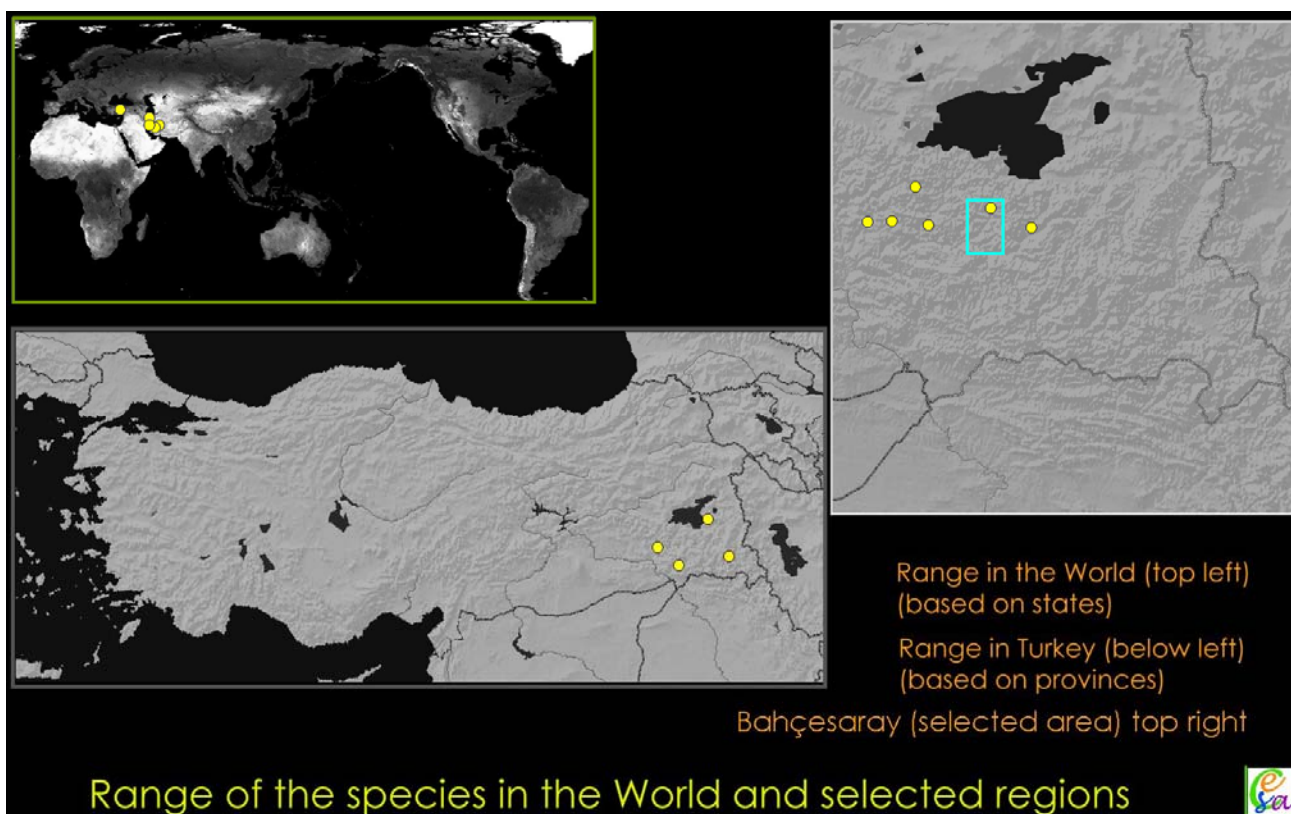 Range in the World (top left)
(based on states)
Range in Turkey (below left)
(based on provinces)
Bahçesaray (selected area) top right
Range of the species in the World and selected regions